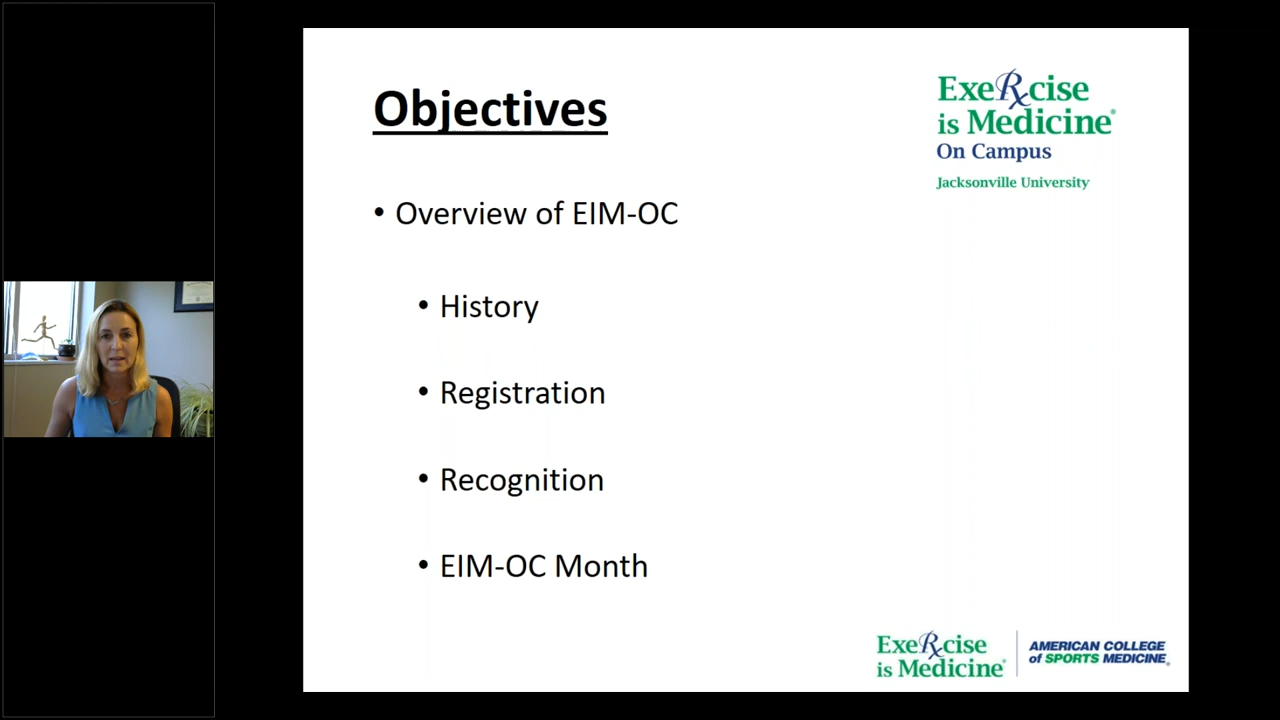 Objectives
• Overview of EIM-OC
• History
• Registration
• Recognition
• EIM-OC Month
ExeRxcise
is Medicine®
On Campus
Jacksonville University
ExeRxcise
is Medicine®
AMERICAN COLLEGE
of SPORTS MEDICINE®